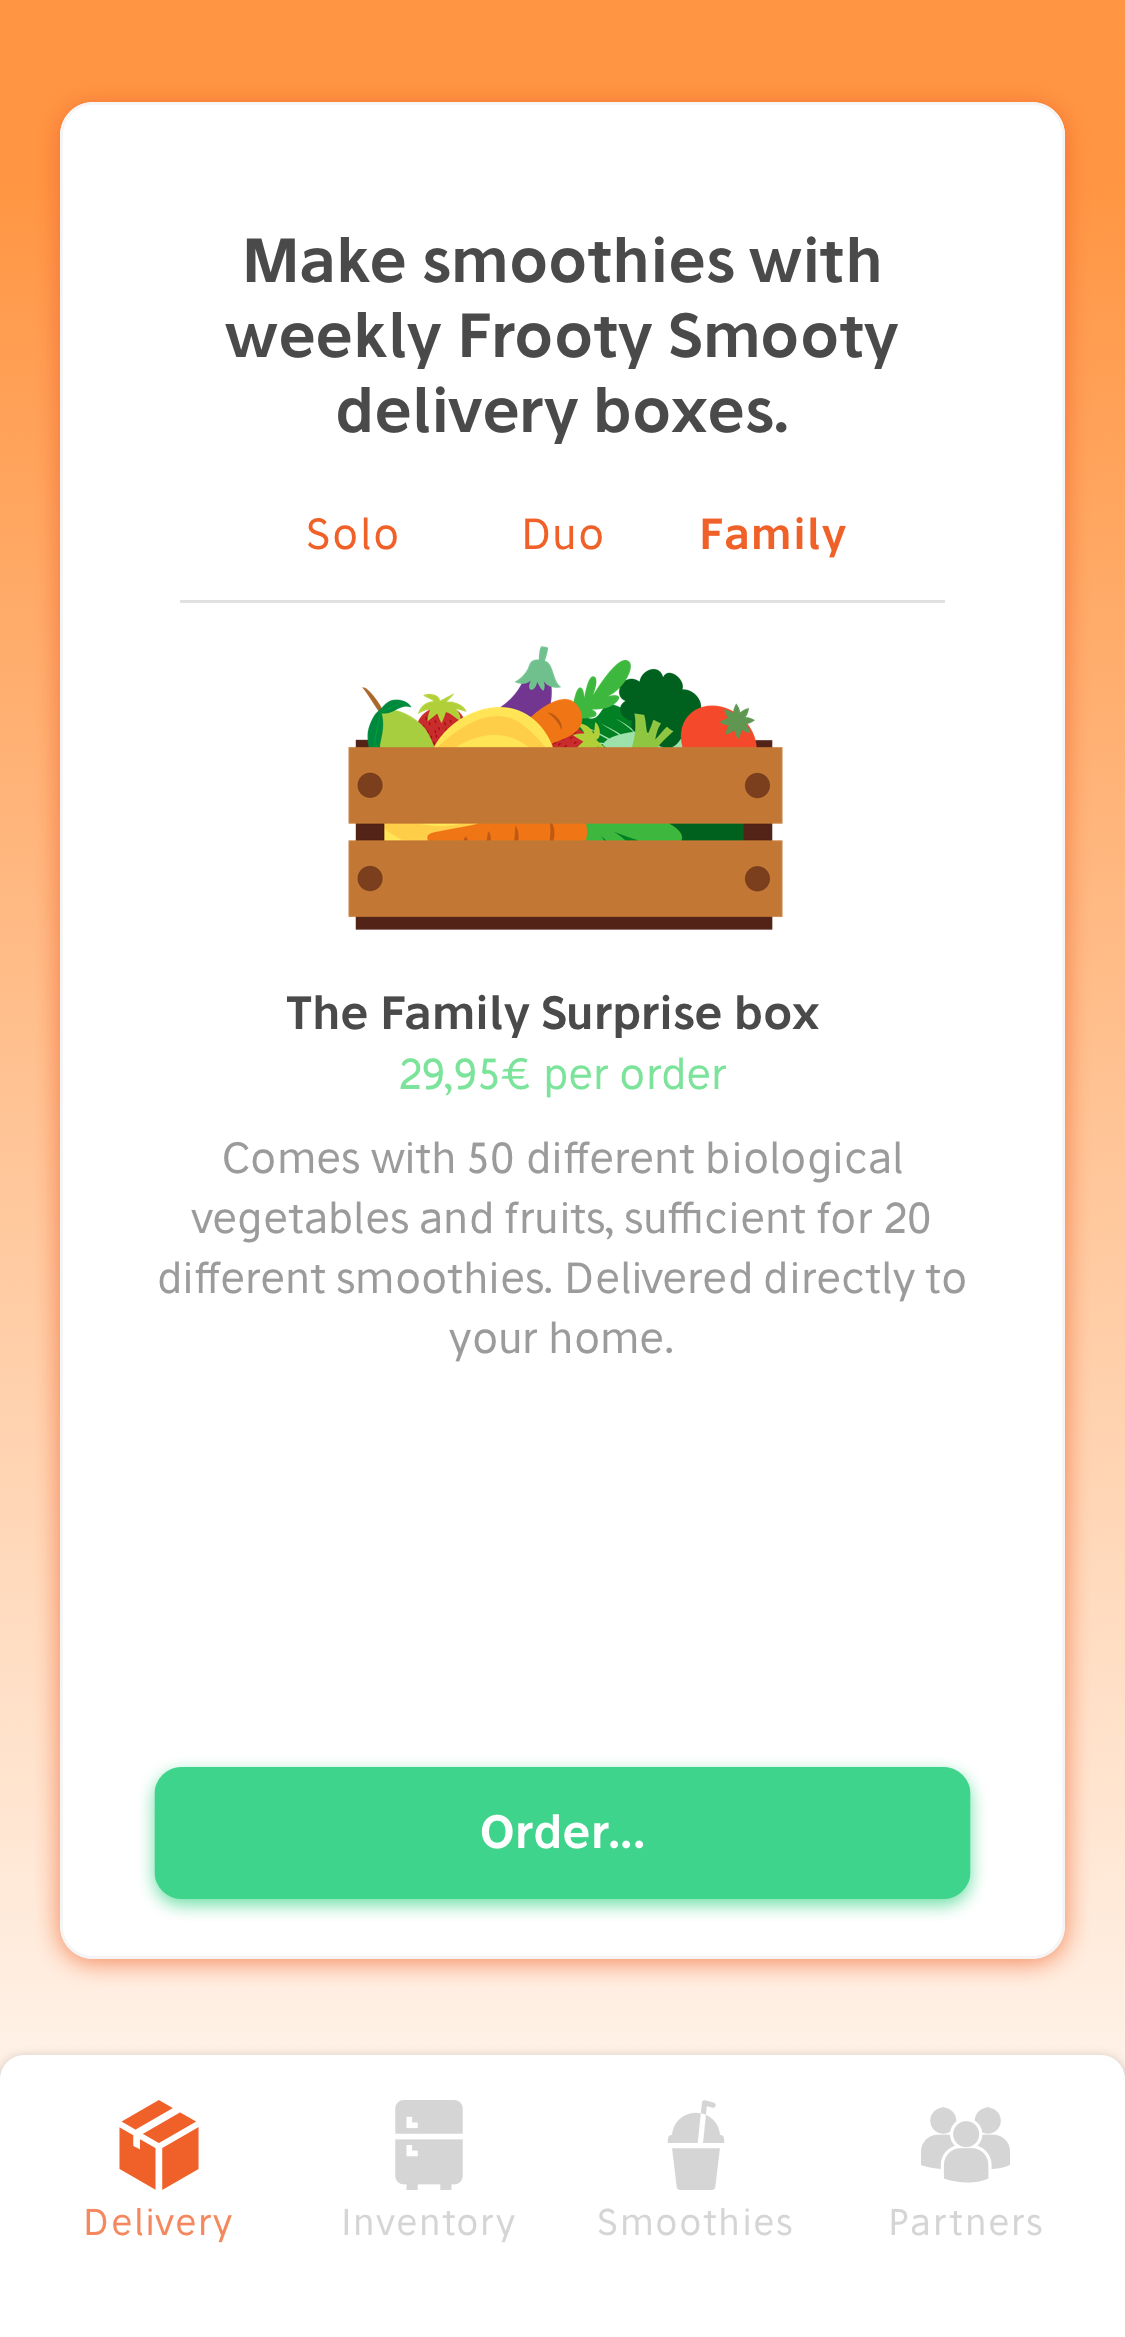 Make smoothies with
weekly Frooty Smooty
delivery boxes.
Solo Duo Family
The Family Surprise box
29,95€ per order
Comes with 50 different biological
vegetables and fruits, sufficient for 20
different smoothies. Delivered directly to
your home.
Order...
Delivery Inventory Smoothies Partners